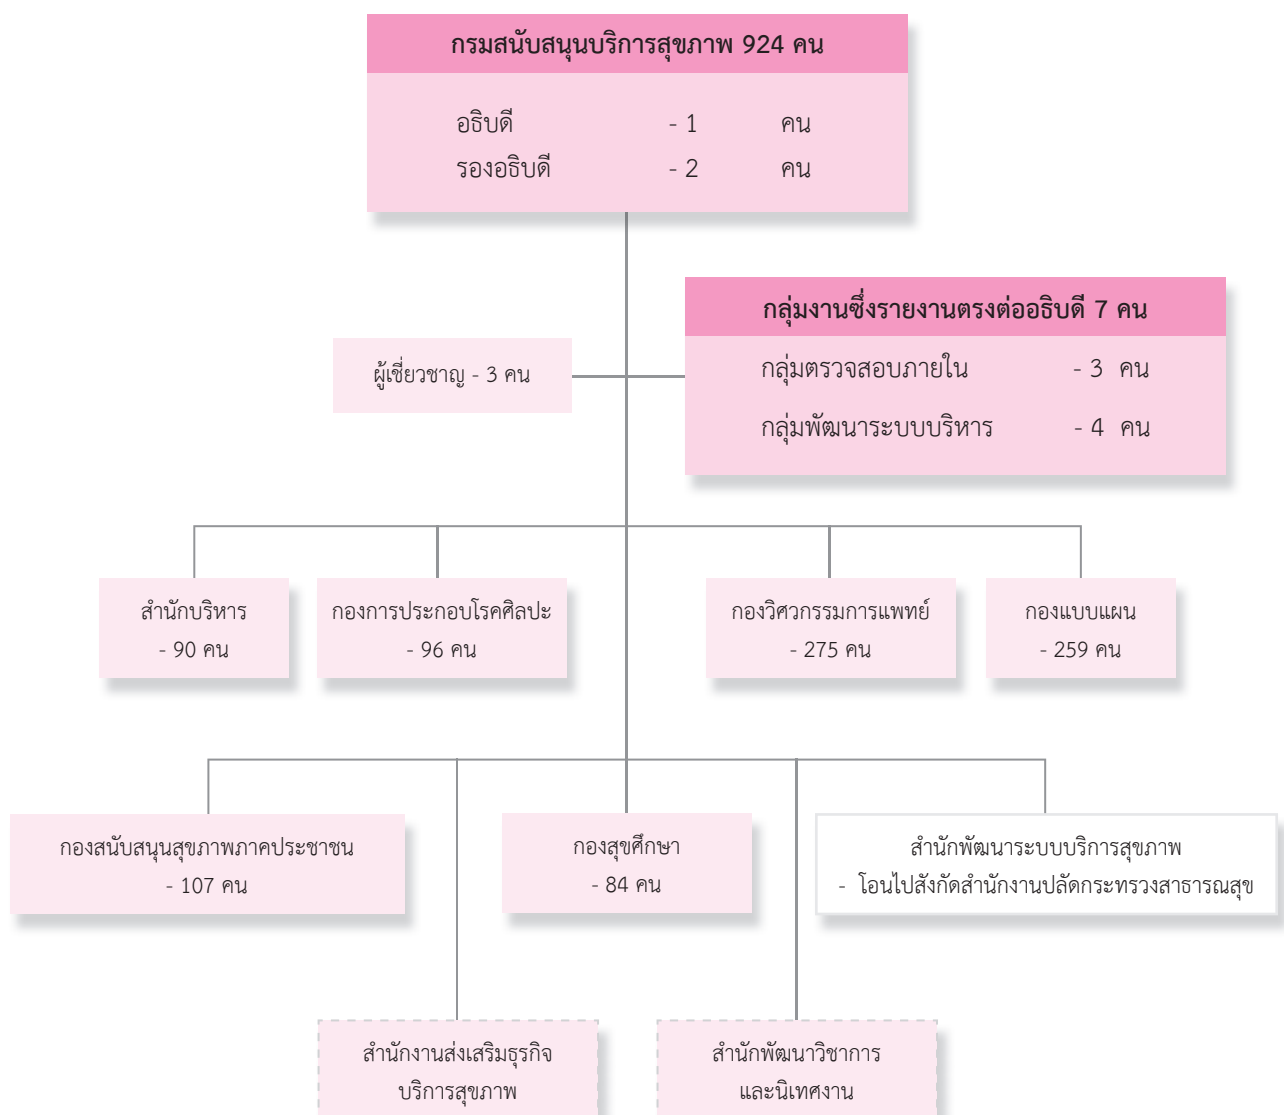 กรมสนับสนุนบริการสุขภาพ 924 คน
อธิบดี - 1 คน
รองอธิบดี - 2 คน
กลุ่มงานซึ่งรายงานตรงต่ออธิบดี 7 คน
ผู้เชี่ยวชาญ - 3 คน
กลุ่มตรวจสอบภายใน - 3 คน
กลุ่มพัฒนาระบบบริหาร - 4 คน
สำนักบริหาร
- 90 คน
กองการประกอบโรคศิลปะ
- 96 คน
กองวิศวกรรมการแพทย์
- 275 คน
กองแบบแผน
- 259 คน
กองสนับสนุนสุขภาพภาคประชาชน
- 107 คน
กองสุขศึกษา
- 84 คน
สำนักพัฒนาระบบบริการสุขภาพ
- โอนไปสังกัดสำนักงานปลัดกระทรวงสาธารณสุข
สำนักงานส่งเสริมธุรกิจ
บริการสุขภาพ
สำนักพัฒนาวิชาการ
และนิเทศงาน